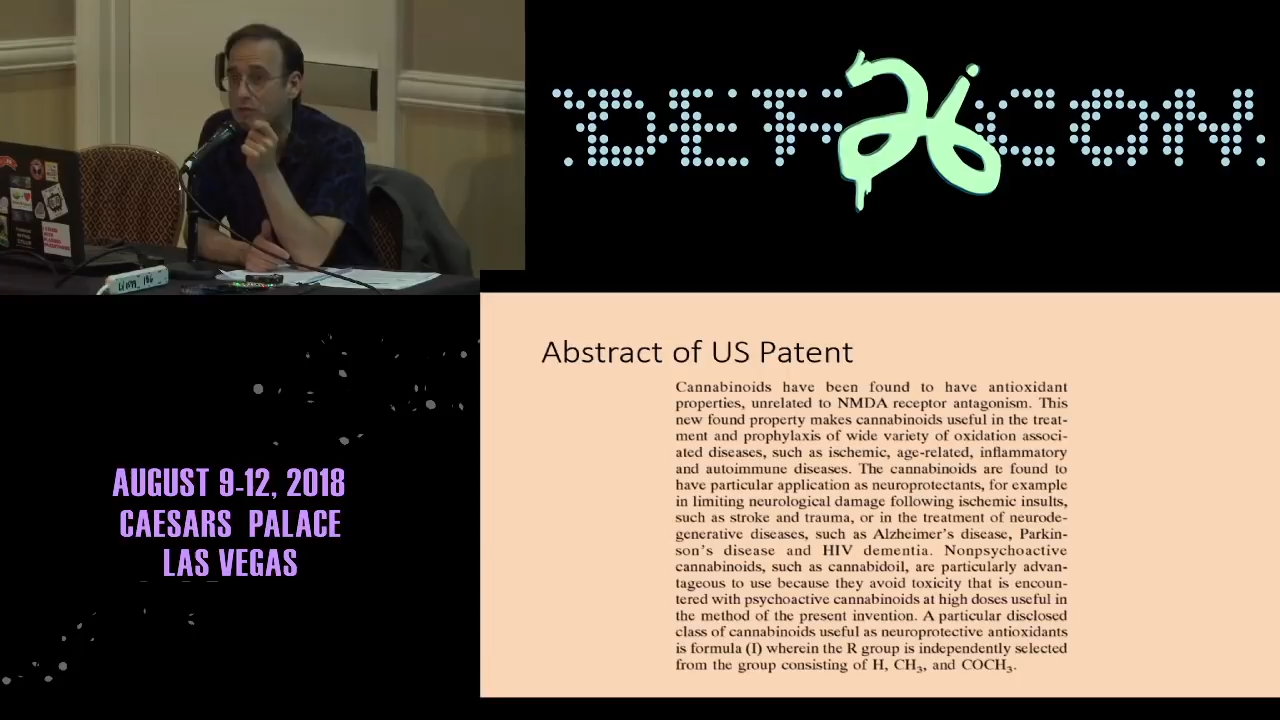 DEF 26 CON
AUGUST 9-12, 2018
CAESARS PALACE
LAS VEGAS
Abstract of US Patent
Cannabinoids have been found to have antioxidant
properties, unrelated to NMDA receptor antagonism. This
new found property makes cannabinoids useful in the treat-
ment and prophylaxis of wide variety of oxidation associ-
ated diseases, such as ischemic, age-related, inflammatory
and autoimmune diseases. The cannabinoids are found to
have particular application as neuroprotectants, for example
in limiting neurological damage following ischemic insults,
such as stroke and trauma, or in the treatment of neurode-
generative diseases, such as Alzheimer's disease, Parkin-
son's disease and HIV dementia. Nonpsychoactive
cannabinoids, such as cannabidoil, are particularly advan-
tageous to use because they avoid toxicity that is encoun-
tered with psychoactive cannabinoids at high doses useful in
the method of the present invention. A particular disclosed
class of cannabinoids useful as neuroprotective antioxidants
is formula (I) wherein the R group is independently selected
from the group consisting of H, CH₃, and COCH₃.